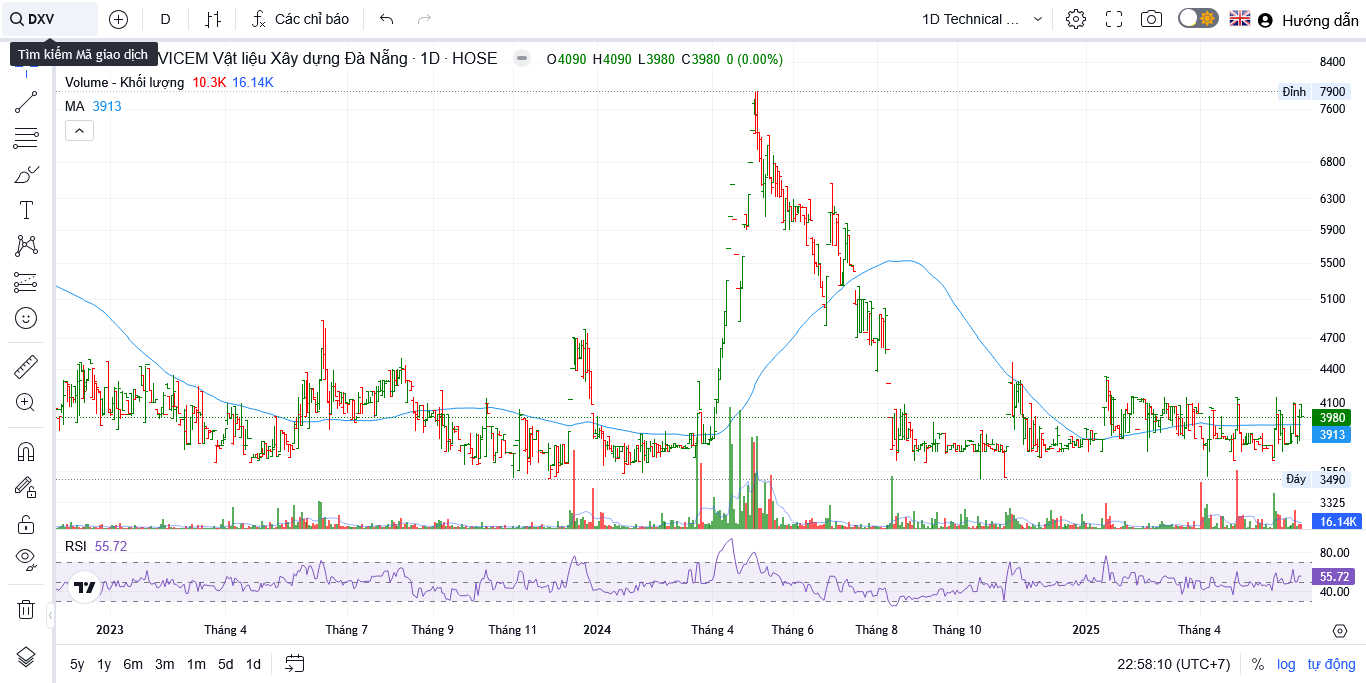 DXV D Các chỉ báo 1D Technical ... Hướng dẫn
Tìm kiếm Mã giao dịch
VICEM Vật liệu Xây dựng Đà Nẵng · 1D · HOSE O4090 H4090 L3980 C3980 0 (0.00%)
Volume - Khối lượng 10.3K 16.14K
MA 3913
8400
Đỉnh 7900
7600
6800
6300
5900
5500
5100
4700
4400
4100
3980
3913
3550
Đáy 3490
3325
16.14K
RSI 55.72
80.00
55.72
40.00
2023 Tháng 4 Tháng 7 Tháng 9 Tháng 11 2024 Tháng 4 Tháng 6 Tháng 8 Tháng 10 2025 Tháng 4
5y 1y 6m 3m 1m 5d 1d 22:58:10 (UTC+7) % log tự động